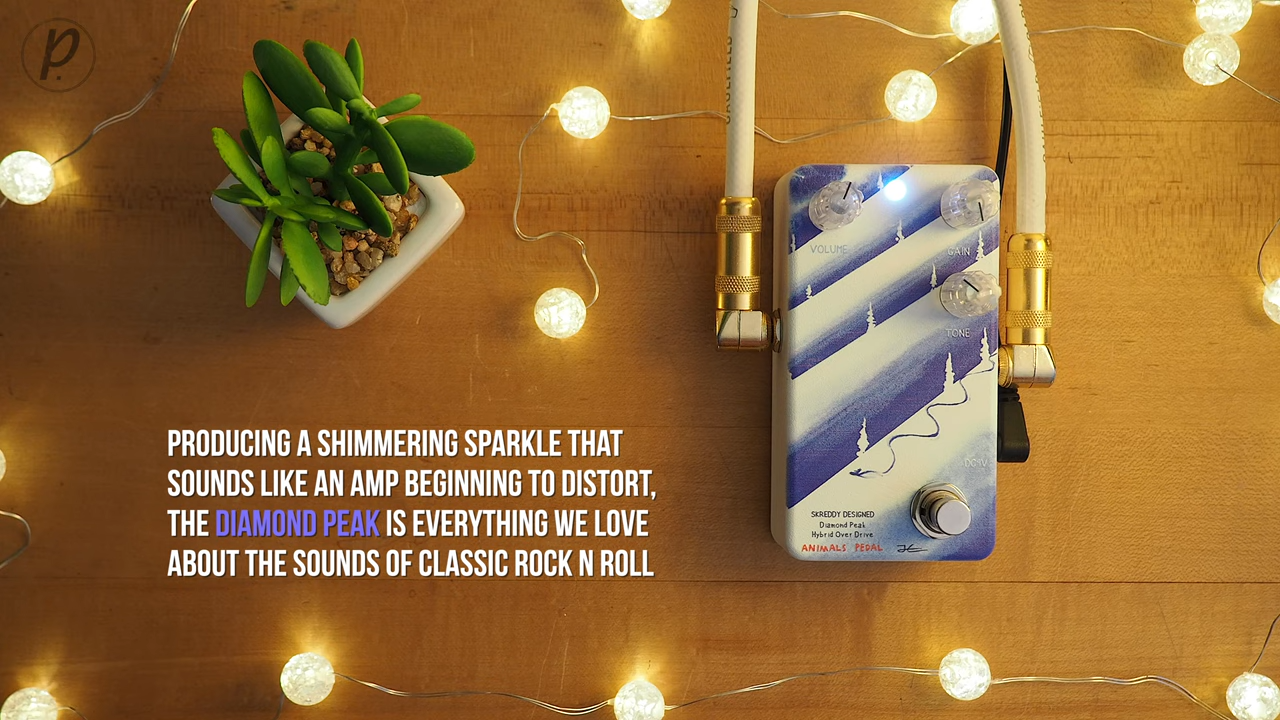 p.
PRODUCING A SHIMMERING SPARKLE THAT
SOUNDS LIKE AN AMP BEGINNING TO DISTORT,
THE DIAMOND PEAK IS EVERYTHING WE LOVE
ABOUT THE SOUNDS OF CLASSIC ROCK N ROLL
VOLUME
GAIN
TONE
SKREDDY DESIGNED
Diamond Peak
Hybrid Over Drive
ANIMALS PEDAL